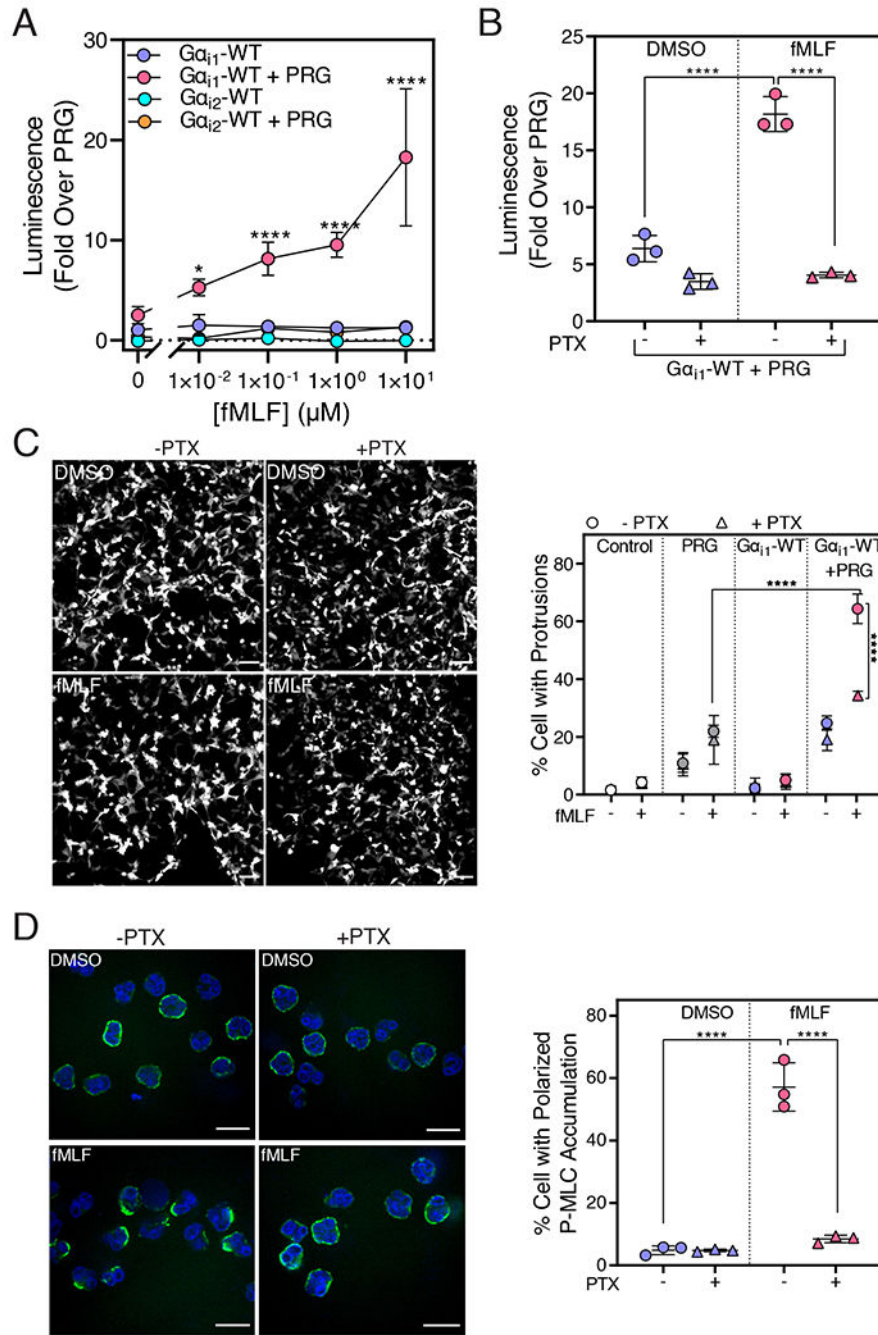 A
30
20
10
0
Luminescence
(Fold Over PRG)
Gαi1-WT
Gαi1-WT + PRG
Gαi2-WT
Gαi2-WT + PRG
*
****
****
****
0
1×10⁻²
1×10⁻¹
1×10⁰
1×10¹
[fMLF] (µM)
B
25
20
15
10
5
0
Luminescence
(Fold Over PRG)
DMSO
fMLF
****
****
PTX
- + - +
Gαi1-WT + PRG
C
-PTX
+PTX
DMSO
DMSO
fMLF
fMLF
- PTX
+ PTX
80
60
40
20
0
% Cell with Protrusions
Control
PRG
Gαi1-WT
Gαi1-WT
+PRG
****
****
fMLF
- + - + - + - +
D
-PTX
+PTX
DMSO
DMSO
fMLF
fMLF
80
60
40
20
0
% Cell with Polarized
P-MLC Accumulation
DMSO
fMLF
****
****
PTX
- + - +